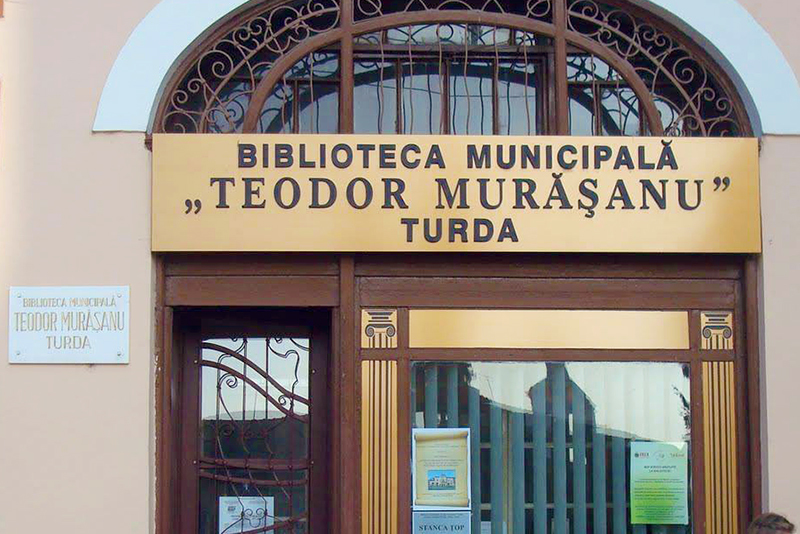 BIBLIOTECA MUNICIPALĂ
„TEODOR MURĂŞANU”
TURDA
BIBLIOTECA MUNICIPALĂ
TEODOR MURĂŞANU
TURDA
STANCA TOP